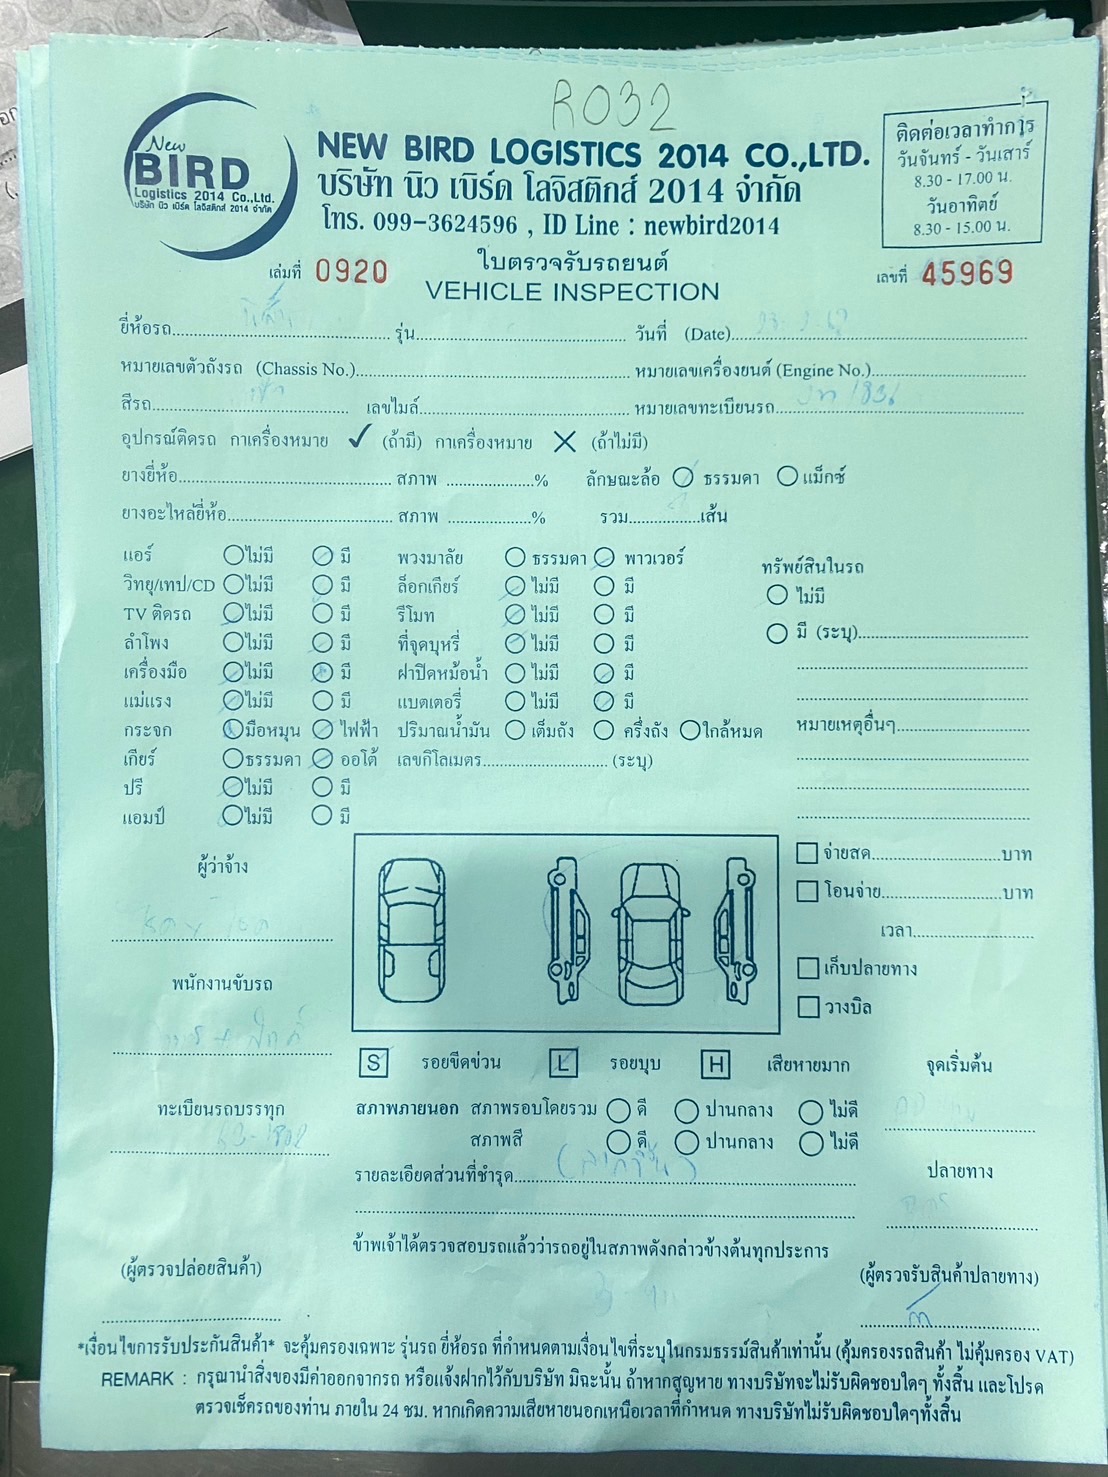 R032
New
BIRD
Logistics 2014 Co.,Ltd.
บริษัท นิว เบิร์ด โลจิสติกส์ 2014 จำกัด
NEW BIRD LOGISTICS 2014 CO.,LTD.
บริษัท นิว เบิร์ด โลจิสติกส์ 2014 จำกัด
โทร. 099-3624596 , ID Line : newbird2014
ติดต่อเวลาทำการ
วันจันทร์ - วันเสาร์
8.30 - 17.00 น.
วันอาทิตย์
8.30 - 15.00 น.
ใบตรวจรับรถยนต์
เล่มที่ 0920
VEHICLE INSPECTION
เลขที่ 45969
ยี่ห้อรถ รุ่น วันที่ (Date)
หมายเลขตัวถังรถ (Chassis No.) หมายเลขเครื่องยนต์ (Engine No.)
สีรถ เลขไมล์ หมายเลขทะเบียนรถ
อุปกรณ์ติดรถ กาเครื่องหมาย ✓ (ถ้ามี) กาเครื่องหมาย ✕ (ถ้าไม่มี)
ยางยี่ห้อ สภาพ % ลักษณะล้อ ธรรมดา แม็กซ์
ยางอะไหล่ยี่ห้อ สภาพ % รวม เส้น
แอร์ ไม่มี มี พวงมาลัย ธรรมดา พาวเวอร์
วิทยุ/เทป/CD ไม่มี มี ล็อกเกียร์ ไม่มี มี
TV ติดรถ ไม่มี มี รีโมท ไม่มี มี
ลำโพง ไม่มี มี ที่จุดบุหรี่ ไม่มี มี
เครื่องมือ ไม่มี มี ฝาปิดหม้อน้ำ ไม่มี มี
แม่แรง ไม่มี มี แบตเตอรี่ ไม่มี มี
กระจก มือหมุน ไฟฟ้า ปริมาณน้ำมัน เต็มถัง ครึ่งถัง ใกล้หมด
เกียร์ ธรรมดา ออโต้ เลขกิโลเมตร (ระบุ)
ปรี ไม่มี มี
แอมป์ ไม่มี มี
ทรัพย์สินในรถ
ไม่มี
มี (ระบุ)
หมายเหตุอื่นๆ
ผู้ว่าจ้าง
พนักงานขับรถ
ทะเบียนรถบรรทุก
จ่ายสด บาท
โอนจ่าย บาท
เวลา
เก็บปลายทาง
วางบิล
S รอยขีดข่วน L รอยบุบ H เสียหายมาก
จุดเริ่มต้น
สภาพภายนอก สภาพรอบโดยรวม ดี ปานกลาง ไม่ดี
สภาพสี ดี ปานกลาง ไม่ดี
รายละเอียดส่วนที่ชำรุด
ปลายทาง
ข้าพเจ้าได้ตรวจสอบรถแล้วว่ารถอยู่ในสภาพดังกล่าวข้างต้นทุกประการ
(ผู้ตรวจปล่อยสินค้า)
(ผู้ตรวจรับสินค้าปลายทาง)
*เงื่อนไขการรับประกันสินค้า* จะคุ้มครองเฉพาะ รุ่นรถ ยี่ห้อรถ ที่กำหนดตามเงื่อนไขที่ระบุในกรมธรรม์สินค้าเท่านั้น (คุ้มครองรถสินค้า ไม่คุ้มครอง VAT)
REMARK : กรุณานำสิ่งของมีค่าออกจากรถ หรือแจ้งฝากไว้กับบริษัท มิฉะนั้น ถ้าหากสูญหาย ทางบริษัทจะไม่รับผิดชอบใดๆ ทั้งสิ้น และโปรด
ตรวจเช็ครถของท่าน ภายใน 24 ชม. หากเกิดความเสียหายนอกเหนือเวลาที่กำหนด ทางบริษัทไม่รับผิดชอบใดๆทั้งสิ้น